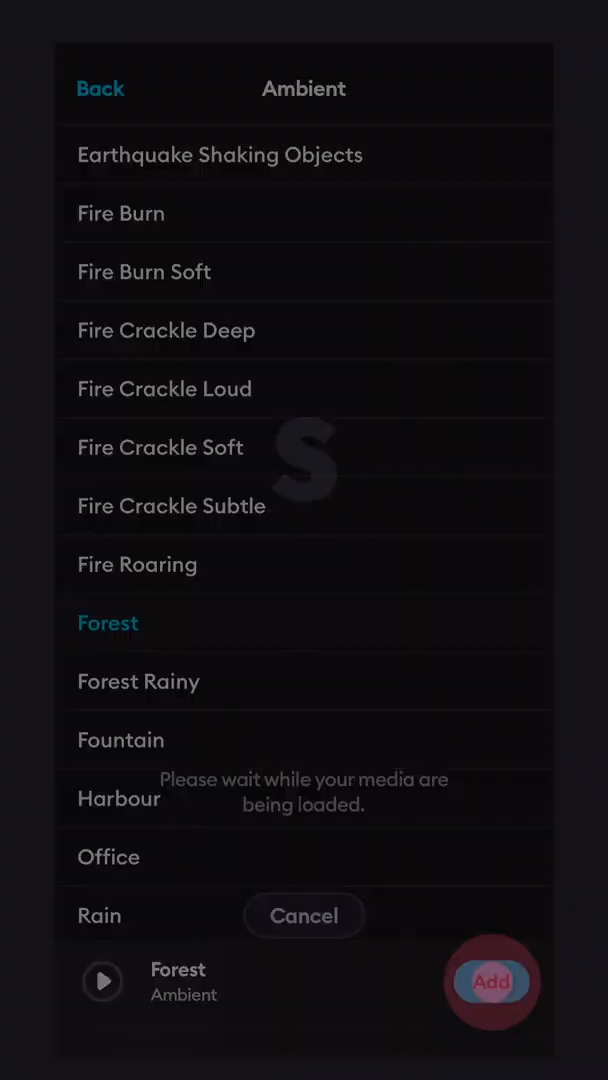 Back
Ambient
Earthquake Shaking Objects
Fire Burn
Fire Burn Soft
Fire Crackle Deep
Fire Crackle Loud
Fire Crackle Soft
S
Fire Crackle Subtle
Fire Roaring
Forest
Forest Rainy
Fountain
Please wait while your media are
being loaded.
Harbour
Office
Rain
Cancel
Forest
Ambient
Add